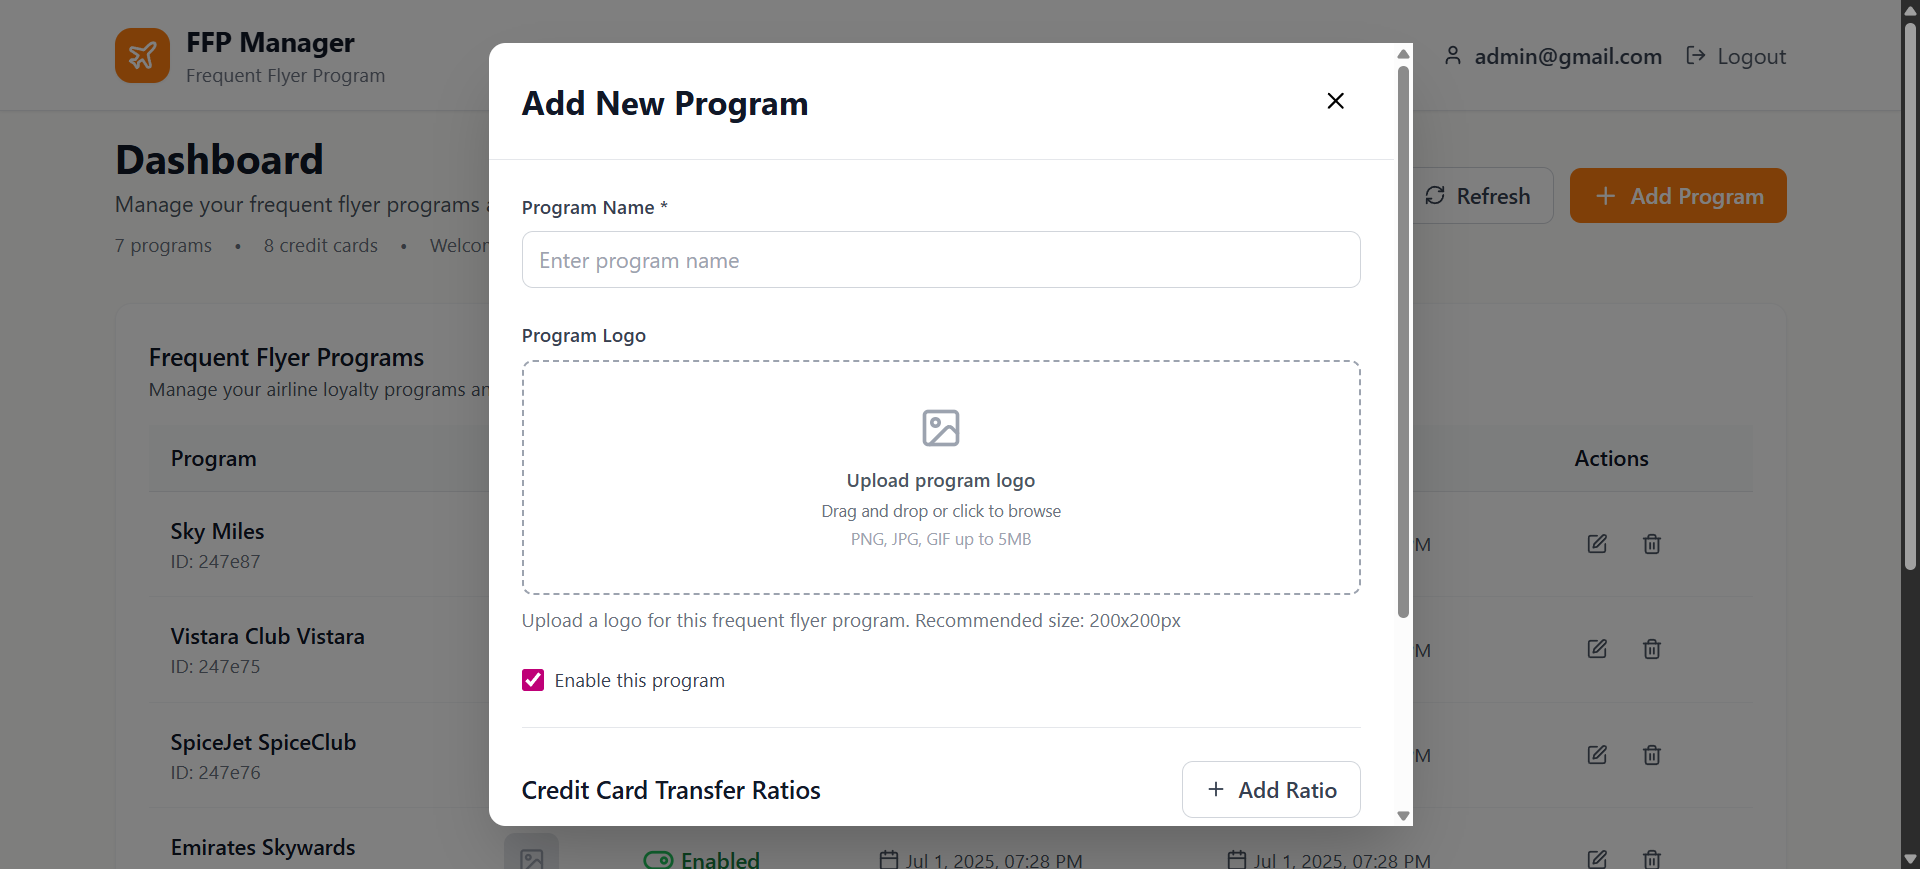 FFP Manager
Frequent Flyer Program
admin@gmail.com
Logout
Dashboard
Manage your frequent flyer programs
7 programs • 8 credit cards •
Refresh
Add Program
Frequent Flyer Programs
Manage your airline loyalty programs
Program
Actions
Sky Miles
ID: 247e87
Vistara Club Vistara
ID: 247e75
SpiceJet SpiceClub
ID: 247e76
Emirates Skywards
Enabled
Jul 1, 2025, 07:28 PM
Jul 1, 2025, 07:28 PM
Add New Program
Program Name *
Enter program name
Program Logo
Upload program logo
Drag and drop or click to browse
PNG, JPG, GIF up to 5MB
Upload a logo for this frequent flyer program. Recommended size: 200x200px
Enable this program
Credit Card Transfer Ratios
Add Ratio